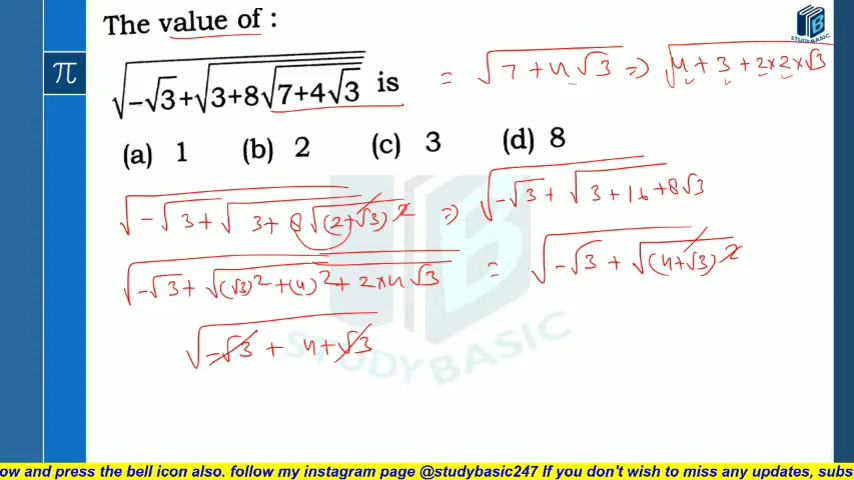 The value of :
π
√(-√3+√(3+8√(7+4√3))) is = √(7+4√3) ⇒ √(4+3+2×2×√3)
(a) 1 (b) 2 (c) 3 (d) 8
√(-√3+√(3+8√(2+√3)²)) ⇒ √(-√3+√(3+16+8√3))
√(-√3+√((√3)²+(4)²+2×4√3)) = √(-√3+√(4+√3)²)
√(-√3+4+√3)
STUDYBASIC
STUDYBASIC
ow and press the bell icon also. follow my instagram page @studybasic247 If you don't wish to miss any updates, subs